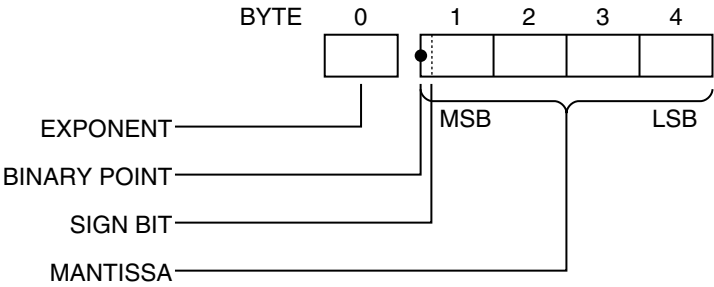 BYTE 0 1 2 3 4
MSB LSB
EXPONENT
BINARY POINT
SIGN BIT
MANTISSA